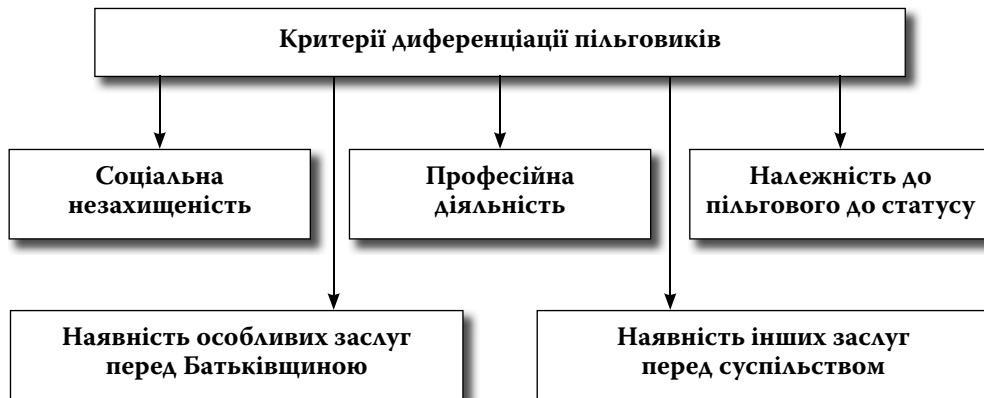 Критерії диференціації пільговиків
Соціальна
незахищеність
Професійна
діяльність
Належність до
пільгового до статусу
Наявність особливих заслуг
перед Батьківщиною
Наявність інших заслуг
перед суспільством